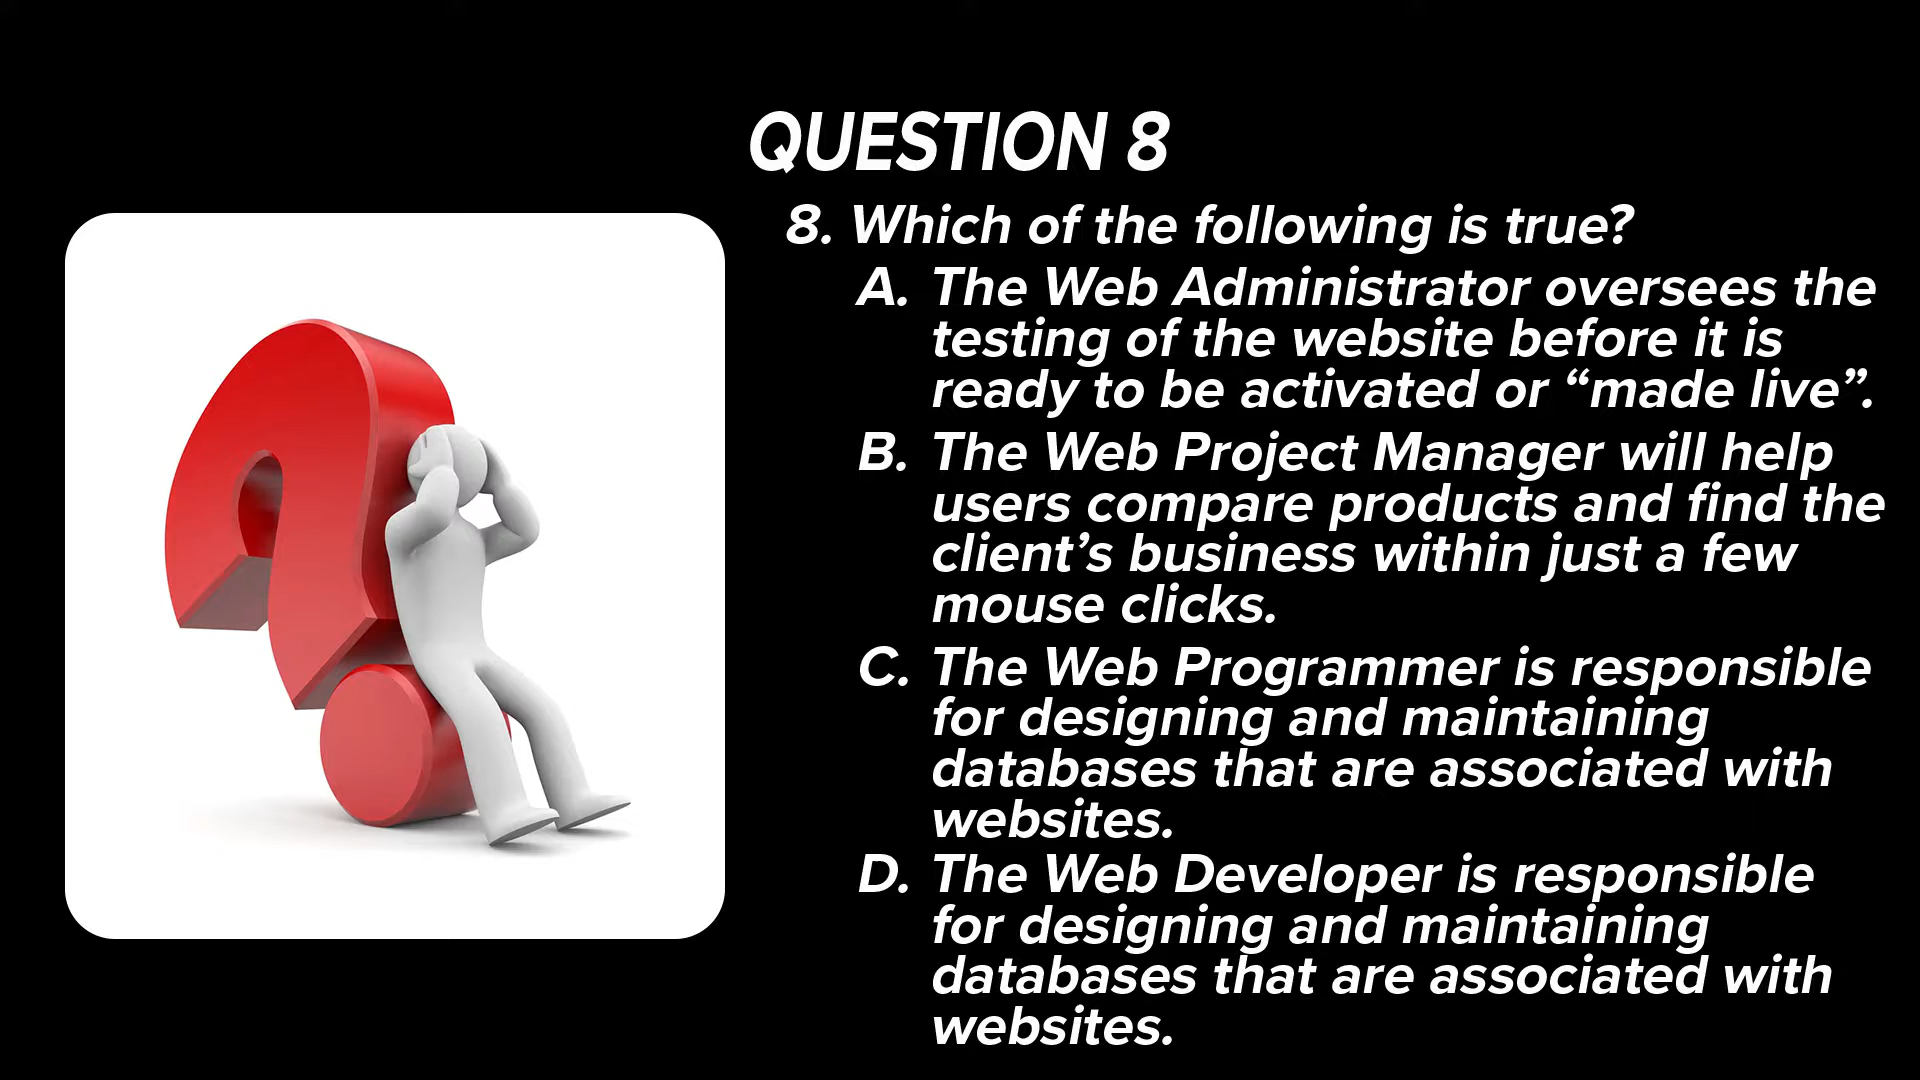 QUESTION 8
8. Which of the following is true?
A. The Web Administrator oversees the
testing of the website before it is
ready to be activated or “made live”.
B. The Web Project Manager will help
users compare products and find the
client’s business within just a few
mouse clicks.
C. The Web Programmer is responsible
for designing and maintaining
databases that are associated with
websites.
D. The Web Developer is responsible
for designing and maintaining
databases that are associated with
websites.